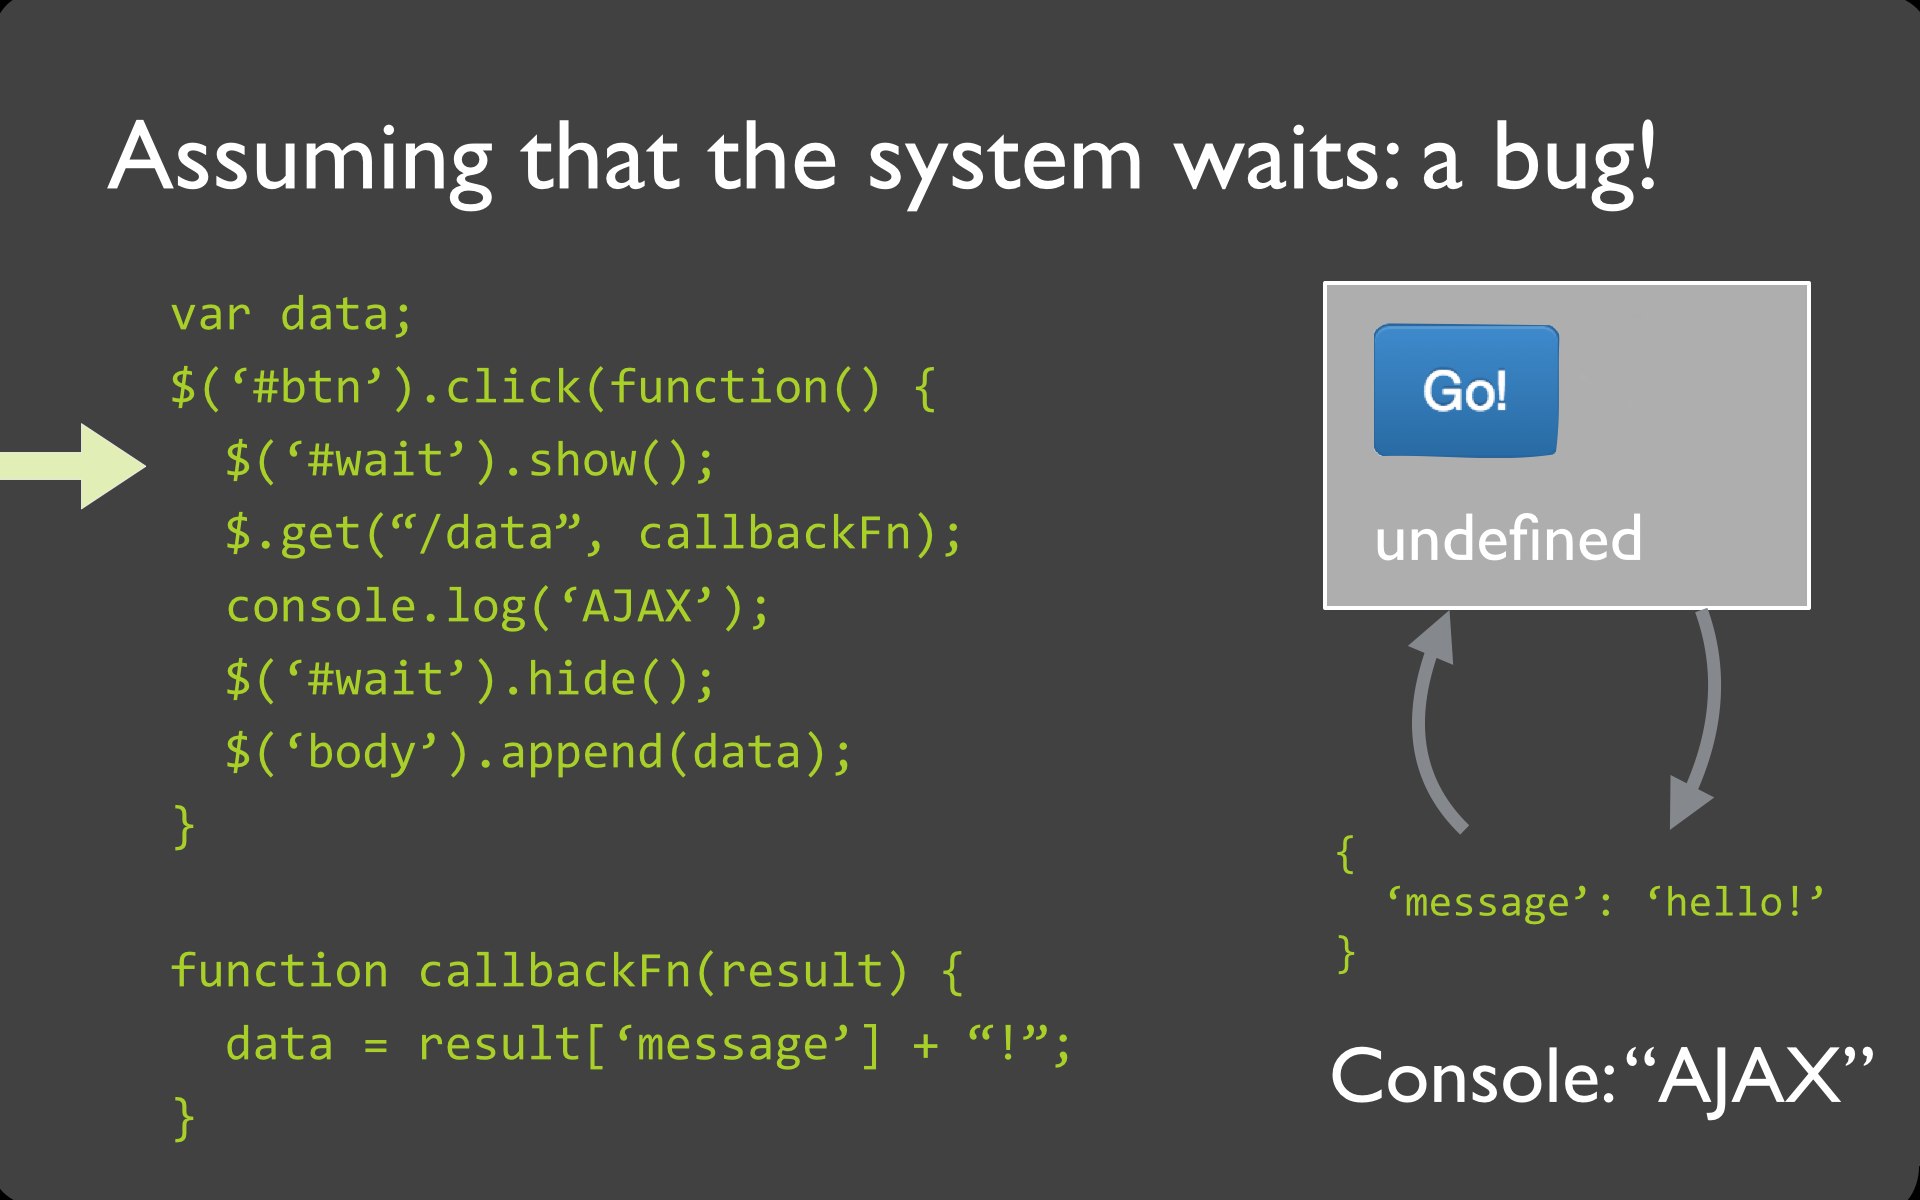 Assuming that the system waits: a bug!
var data;
$(‘#btn’).click(function() {
  $(‘#wait’).show();
  $.get(“/data”, callbackFn);
  console.log(‘AJAX’);
  $(‘#wait’).hide();
  $(‘body’).append(data);
}
function callbackFn(result) {
  data = result[‘message’] + “!”;
}
Go!
undefined
{
  ‘message’: ‘hello!’
}
Console: “AJAX”